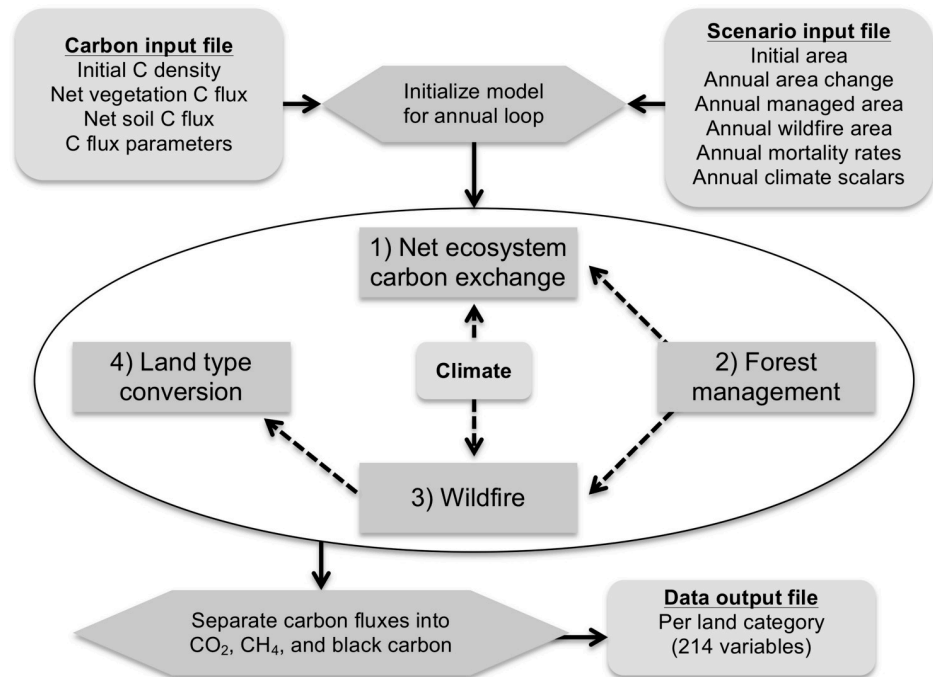 Carbon input file
Initial C density
Net vegetation C flux
Net soil C flux
C flux parameters
Initialize model
for annual loop
Scenario input file
Initial area
Annual area change
Annual managed area
Annual wildfire area
Annual mortality rates
Annual climate scalars
1) Net ecosystem
carbon exchange
4) Land type
conversion
Climate
2) Forest
management
3) Wildfire
Separate carbon fluxes into
CO₂, CH₄, and black carbon
Data output file
Per land category
(214 variables)